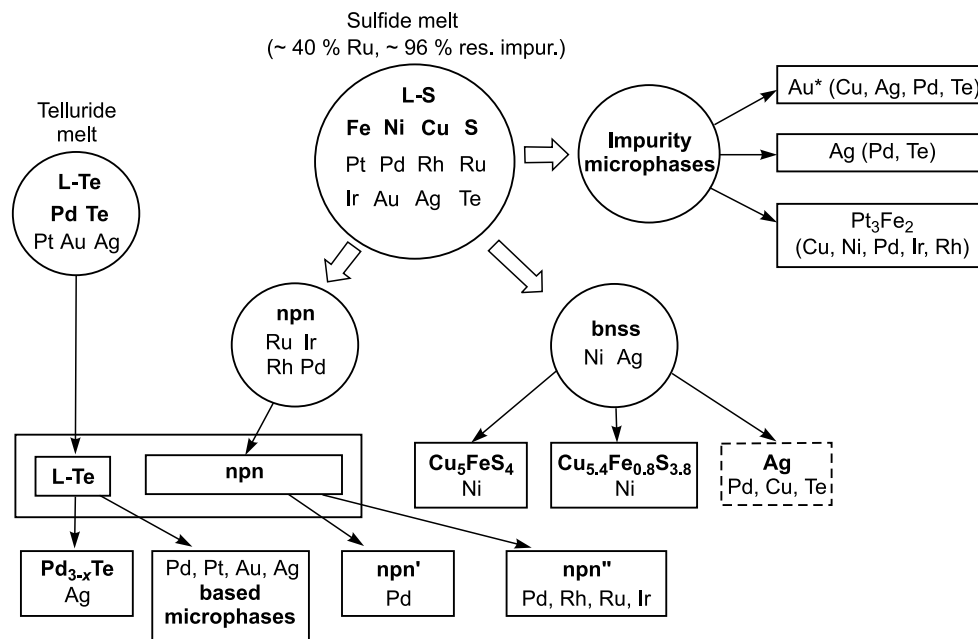 Sulfide melt
(~ 40 % Ru, ~ 96 % res. impur.)
L-S
Fe Ni Cu S
Pt Pd Rh Ru
Ir Au Ag Te
Telluride
melt
L-Te
Pd Te
Pt Au Ag
Impurity
microphases
Au* (Cu, Ag, Pd, Te)
Ag (Pd, Te)
Pt₃Fe₂
(Cu, Ni, Pd, Ir, Rh)
npn
Ru Ir
Rh Pd
bnss
Ni Ag
L-Te
npn
Cu₅FeS₄
Ni
Cu₅.₄Fe₀.₈S₃.₈
Ni
Ag
Pd, Cu, Te
Pd₃₋ₓTe
Ag
Pd, Pt, Au, Ag
based
microphases
npn'
Pd
npn"
Pd, Rh, Ru, Ir